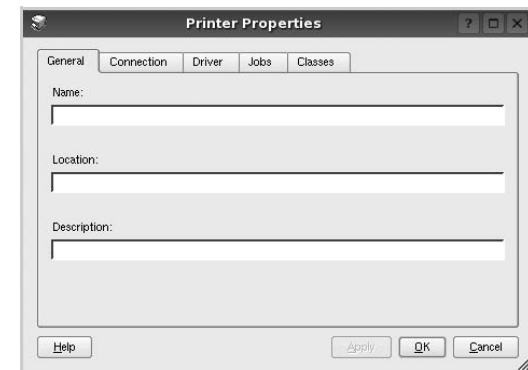 Printer Properties ?
General Connection Driver Jobs Classes
Name:
Location:
Description:
Help Apply OK Cancel